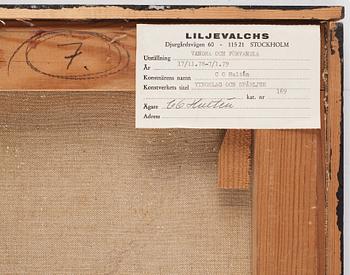 7.
LILJEVALCHS
Djurgårdsvägen 60 - 115 21 STOCKHOLM
Utställning VANDRA OCH FÖRVANDLA
År 17/11.78-7/1.79
Konstnärens namn C O Hultén
Konstverkets titel VINGSLAG OCH SPÅRLJUS
kat. nr 169
Ägare CO Hultén
Adress